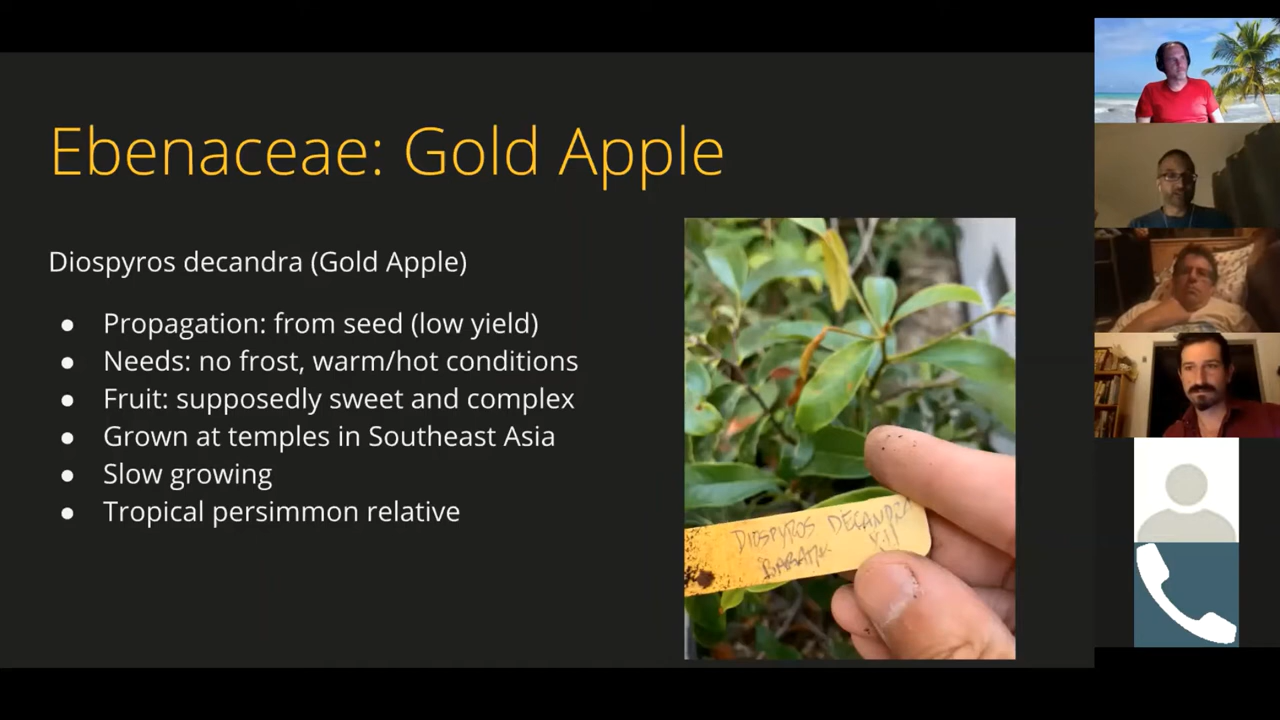 Ebenaceae: Gold Apple
Diospyros decandra (Gold Apple)
● Propagation: from seed (low yield)
● Needs: no frost, warm/hot conditions
● Fruit: supposedly sweet and complex
● Grown at temples in Southeast Asia
● Slow growing
● Tropical persimmon relative
DIOSPYROS DECANDRA